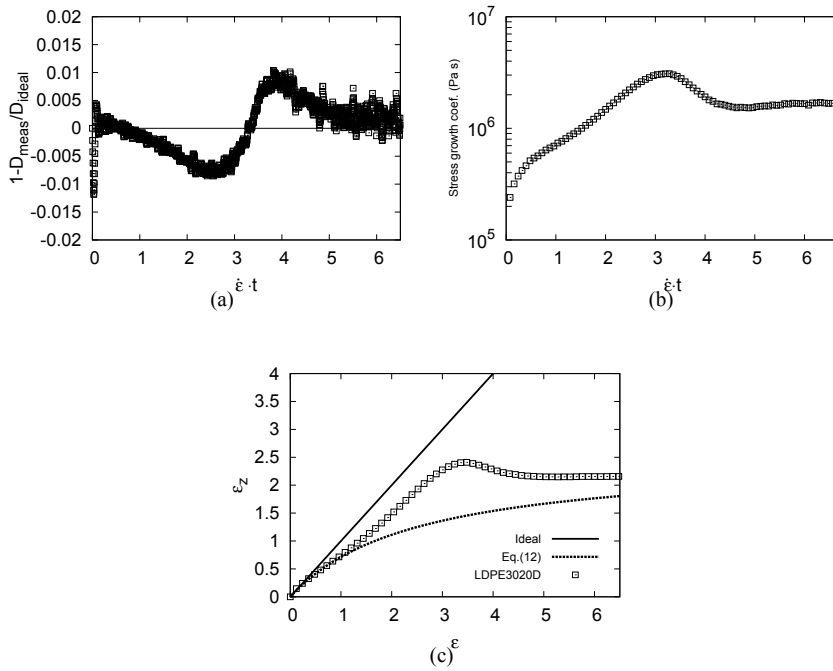 0.02
0.015
0.01
0.005
0
-0.005
-0.01
-0.015
-0.02
1-D_meas/D_ideal
0 1 2 3 4 5 6
ε̇ ·t
(a)
10^7
10^6
10^5
Stress growth coef. (Pa s)
0 1 2 3 4 5 6
ε̇·t
(b)
4
3.5
3
2.5
2
1.5
1
0.5
0
ε_z
Ideal
Eq.(12)
LDPE3020D
0 1 2 3 4 5 6
ε
(c)